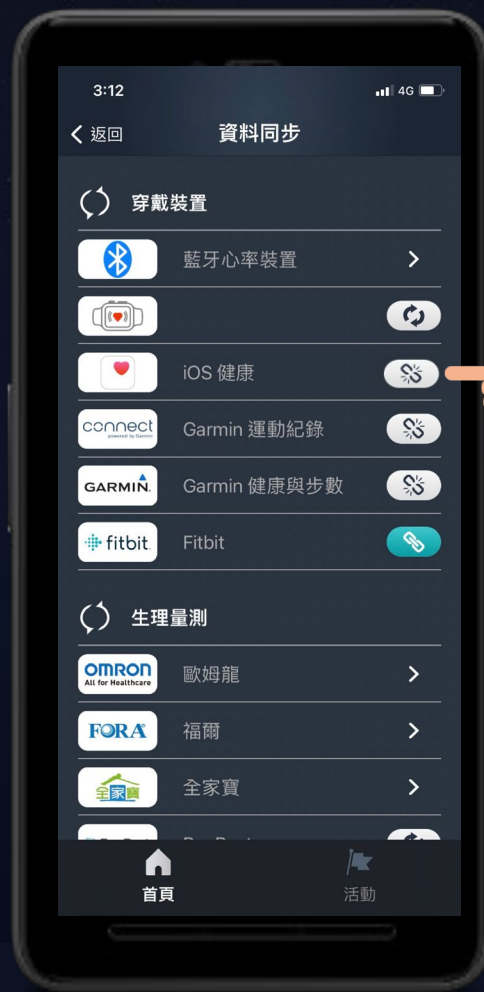 3:12
4G
返回
資料同步
穿戴裝置
藍牙心率裝置
iOS 健康
connect
powered by Garmin
Garmin 運動紀錄
GARMIN.
Garmin 健康與步數
fitbit.
Fitbit
生理量測
OMRON
All for Healthcare
歐姆龍
FORA
福爾
全家寶
全家寶
首頁
活動